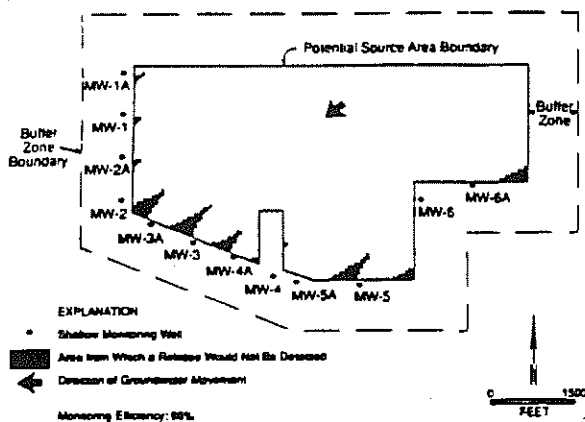 Potential Source Area Boundary
MW-1A
MW-1
Buffer
Zone
Boundary
MW-2A
MW-2
MW-3A
MW-3
MW-4A
MW-4
MW-5A
MW-5
MW-6
MW-6A
Buffer
Zone
EXPLANATION
Shallow Monitoring Well
Area from Which a Release Would Not Be Detected
Direction of Groundwater Movement
Monitoring Efficiency:
0 1500
FEET